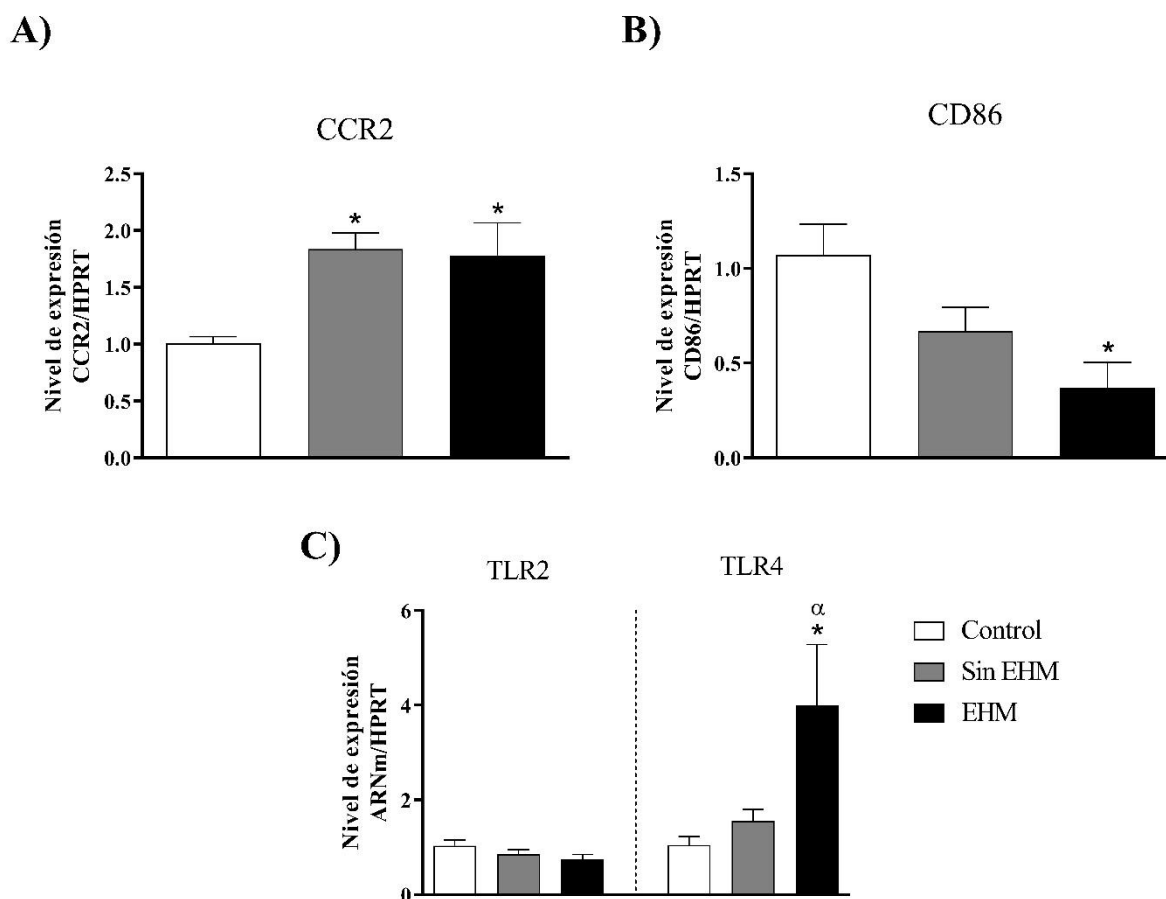 A)
CCR2
Nivel de expresión
CCR2/HPRT
2.5
2.0
1.5
1.0
0.5
0.0
*
*
B)
CD86
Nivel de expresión
CD86/HPRT
1.5
1.0
0.5
0.0
*
C)
TLR2
TLR4
Nivel de expresión
ARNm/HPRT
6
4
2
0
α
*
Control
Sin EHM
EHM